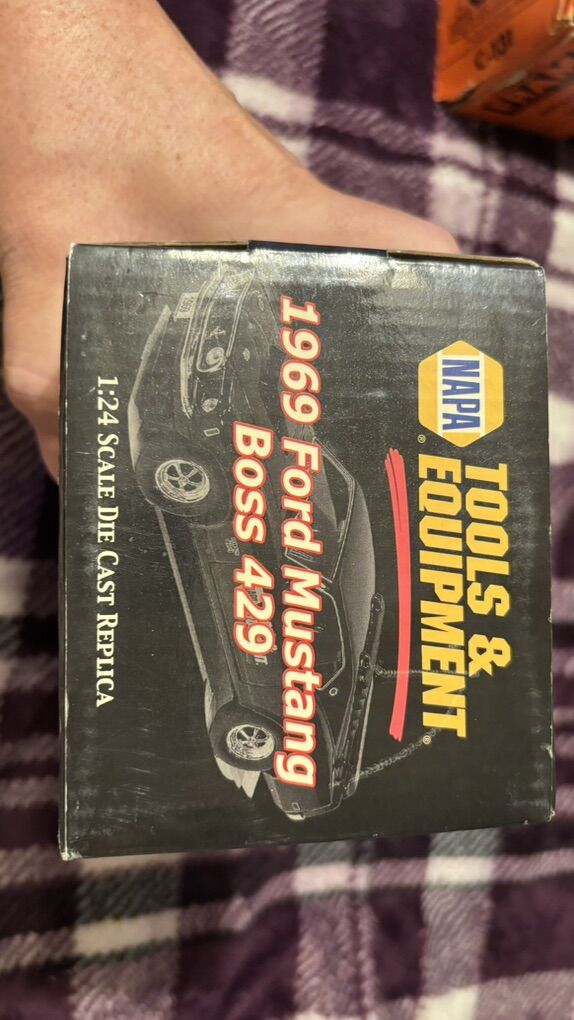 NAPA
®
TOOLS &
EQUIPMENT®
1969 Ford Mustang
Boss 429
1:24 SCALE DIE CAST REPLICA